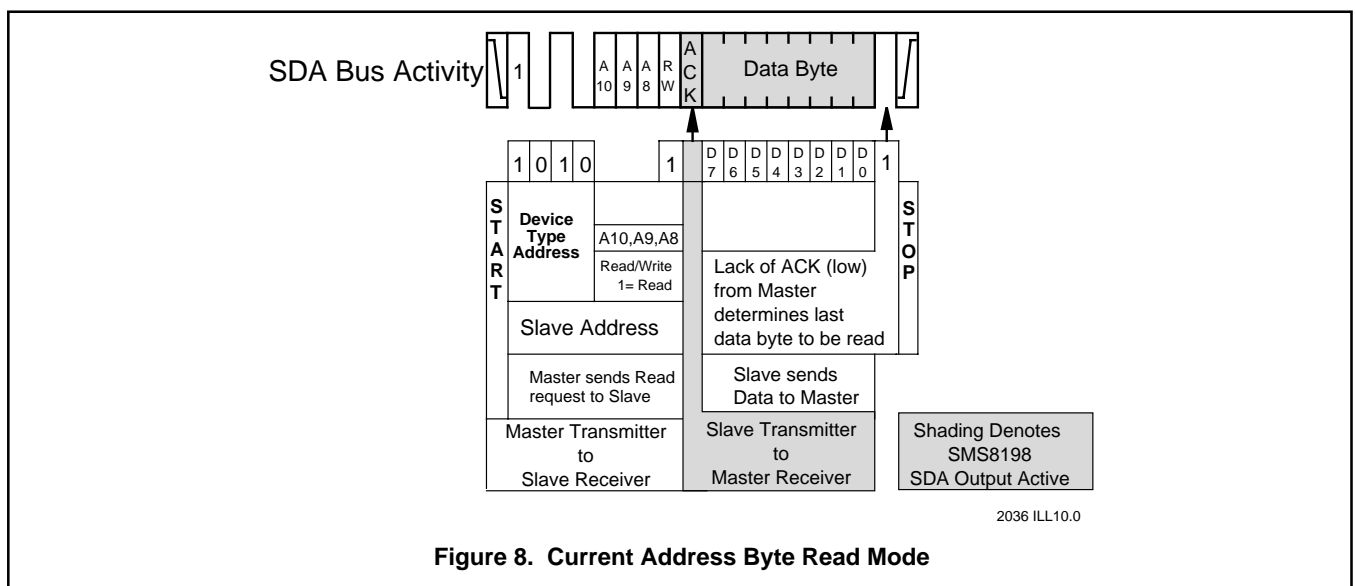 SDA Bus Activity
1
A 10
A 9
A 8
R W
A C K
Data Byte
1 0 1 0
1
D 7
D 6
D 5
D 4
D 3
D 2
D 1
D 0
1
START
Device
Type
Address
A10,A9,A8
Read/Write
1= Read
Slave Address
Lack of ACK (low)
from Master
determines last
data byte to be read
STOP
Master sends Read
request to Slave
Slave sends
Data to Master
Master Transmitter
to
Slave Receiver
Slave Transmitter
to
Master Receiver
Shading Denotes
SMS8198
SDA Output Active
2036 ILL10.0
Figure 8. Current Address Byte Read Mode